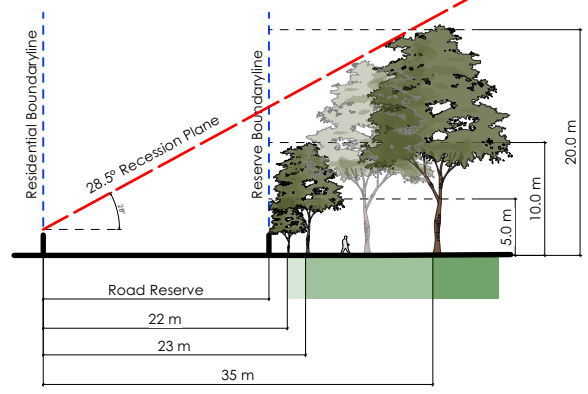 Residential Boundaryline
28.5° Recession Plane
28°
Reserve Boundaryline
20.0 m
10.0 m
5.0 m
Road Reserve
22 m
23 m
35 m